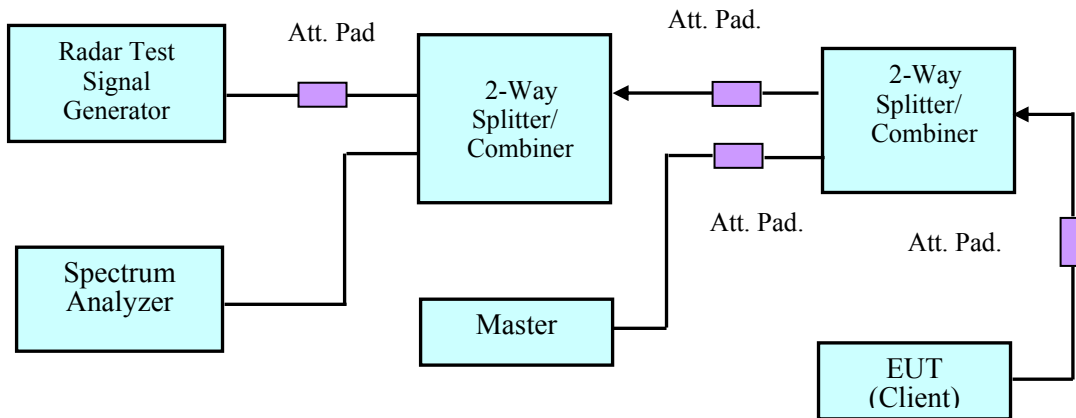 Radar Test
Signal
Generator
Att. Pad
2-Way
Splitter/
Combiner
Att. Pad.
2-Way
Splitter/
Combiner
Att. Pad.
Att. Pad.
Spectrum
Analyzer
Master
EUT
(Client)